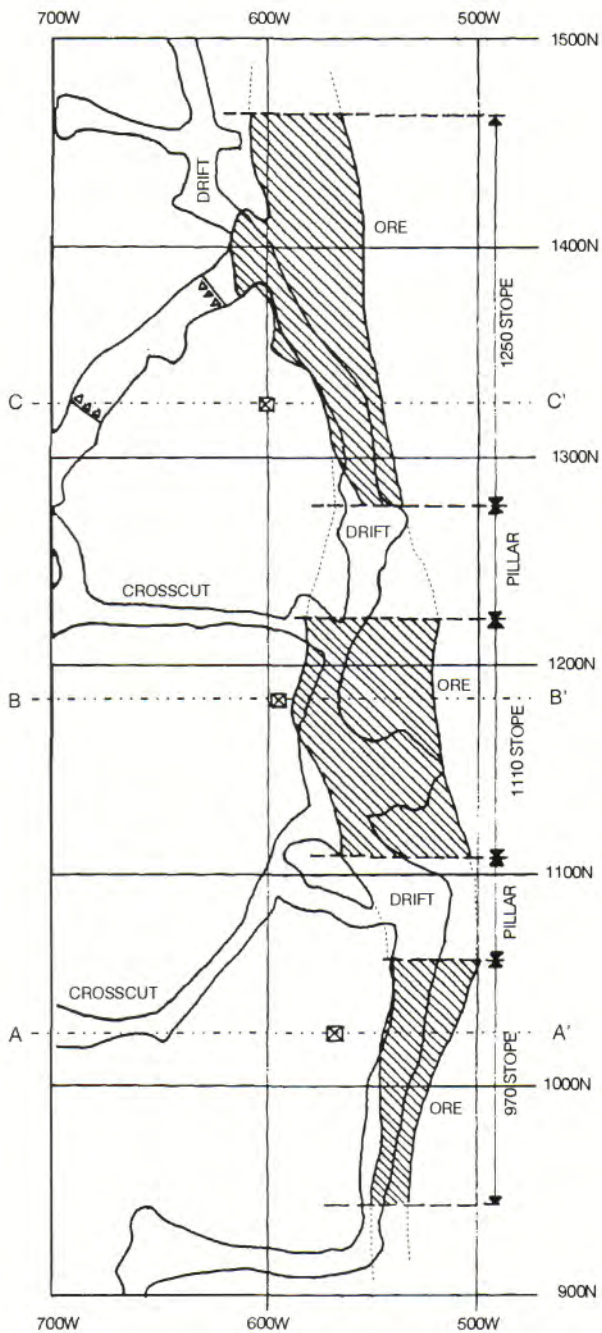 700W 600W 500W
1500N
DRIFT
ORE
1400N
1250 STOPE
C C'
1300N
DRIFT
PILLAR
CROSSCUT
1200N
ORE
B B'
1110 STOPE
1100N
DRIFT
PILLAR
CROSSCUT
A A'
970 STOPE
1000N
ORE
900N
700W 600W 500W